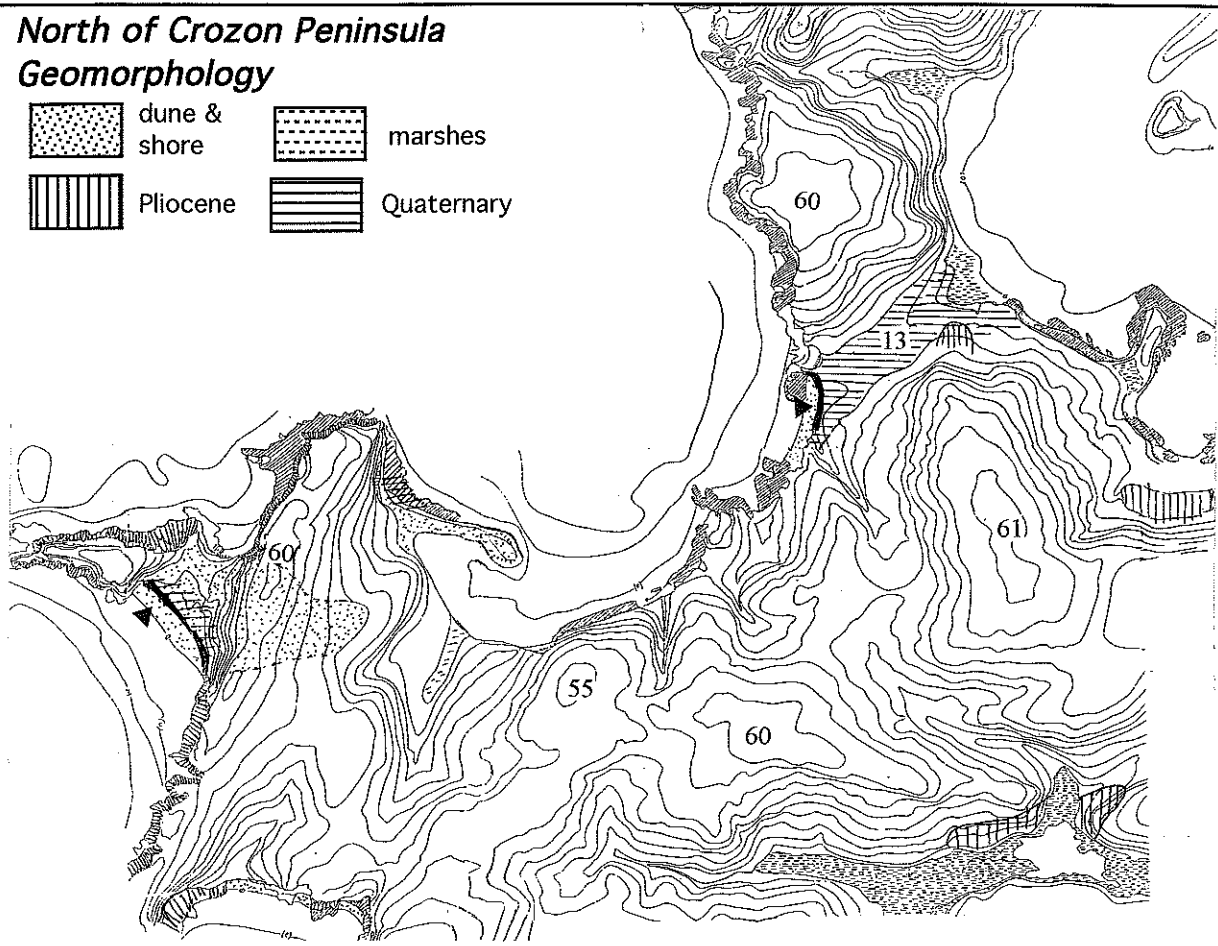 North of Crozon Peninsula
Geomorphology
dune &
shore
marshes
Pliocene
Quaternary
60
13
61
60
55
60